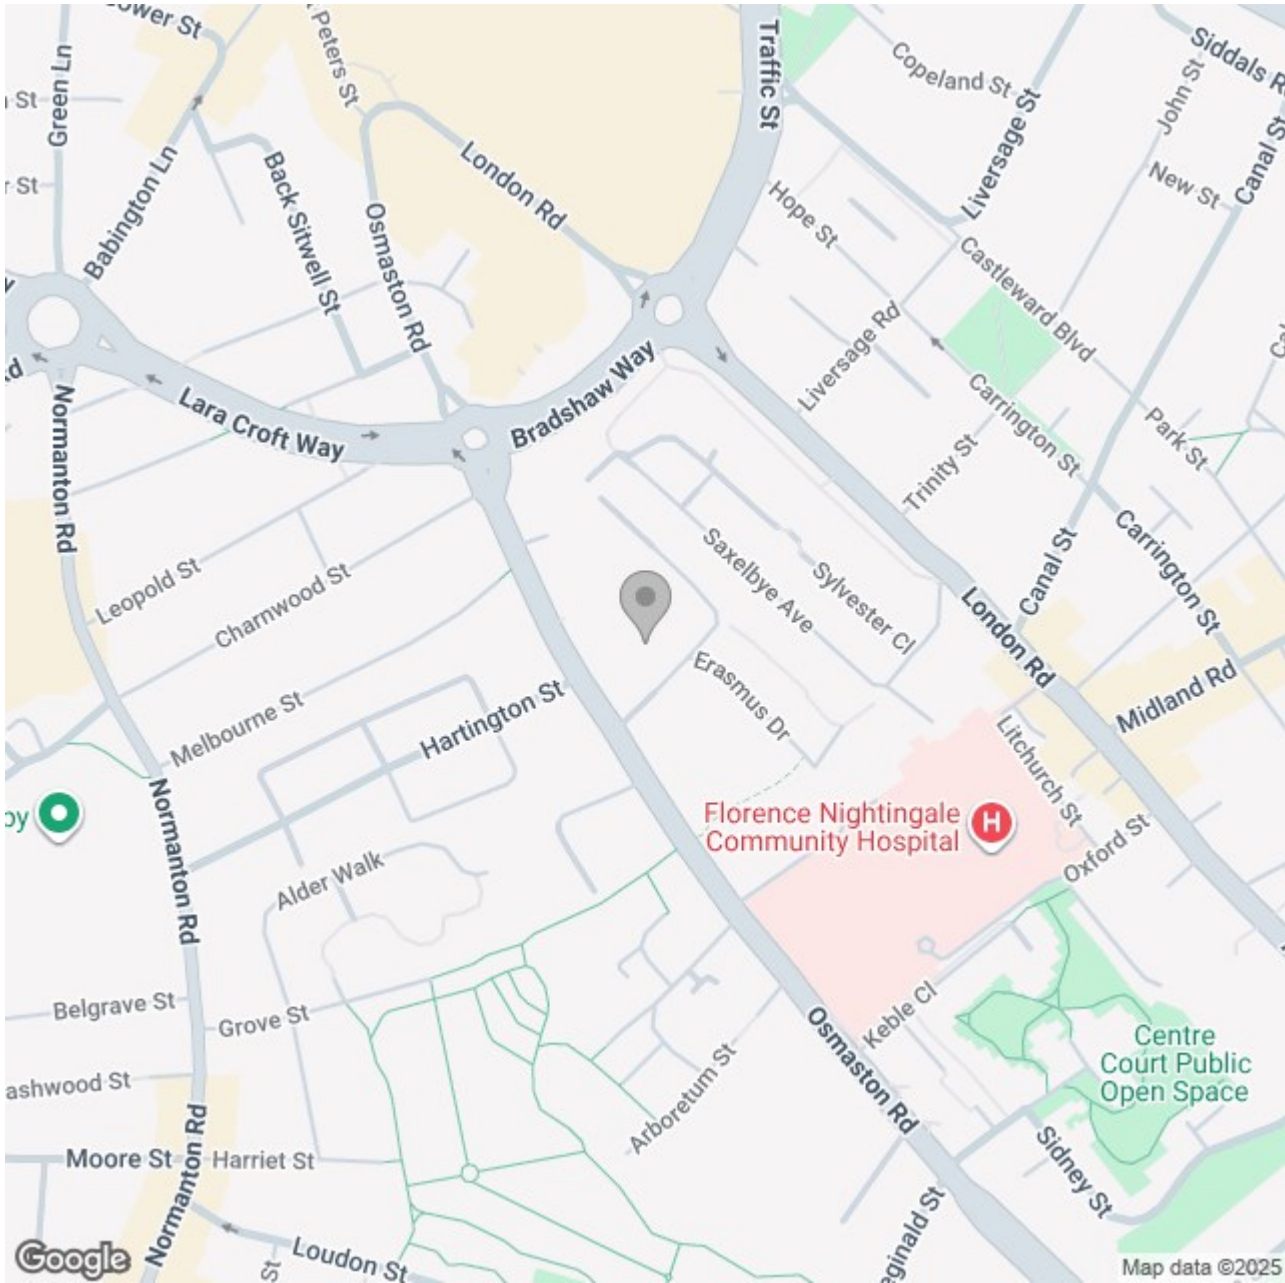 Green Ln
Babington Ln
Back Sitwell St
Peters St
London Rd
Osmaston Rd
Traffic St
Copeland St
Siddals
John St
Liversage St
New St
Canal St
Hope St
Castleward Blvd
Liversage Rd
Carrington St
Park St
Trinity St
Bradshaw Way
Lara Croft Way
Normanton Rd
Leopold St
Charnwood St
Melbourne St
Hartington St
Saxelbye Ave
Sylvester Cl
Erasmus Dr
Canal St
Carrington St
London Rd
Midland Rd
Litchurch St
Oxford St
Florence Nightingale
Community Hospital
H
Normanton Rd
Alder Walk
Belgrave St
Grove St
ashwood St
Keble Cl
Centre
Court Public
Open Space
Osmaston Rd
Arboretum St
Sidney St
Moore St
Harriet St
Normanton Rd
Loudon St
St
eginald St
Google
Map data ©2025